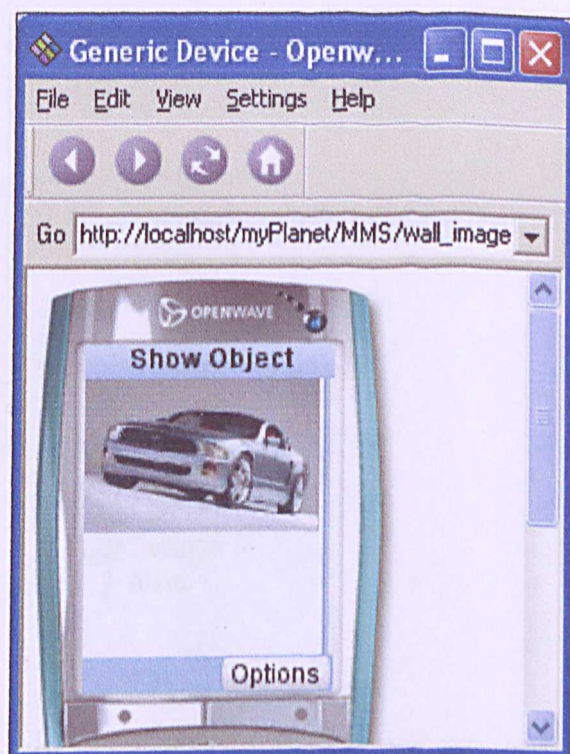 Generic Device - Openw...
File Edit View Settings Help
Go http://localhost/myPlanet/MMS/wall_image
OPENWAVE
Show Object
Options